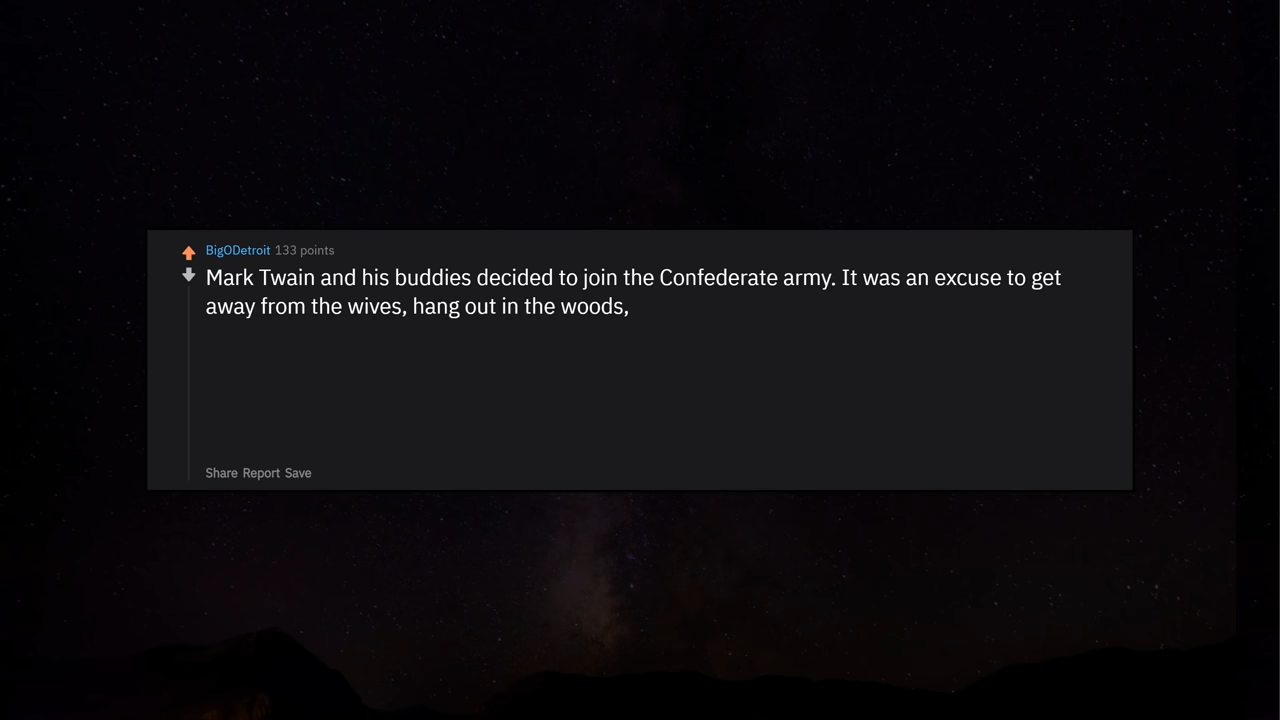 BigODetroit 133 points
Mark Twain and his buddies decided to join the Confederate army. It was an excuse to get
away from the wives, hang out in the woods,
Share Report Save